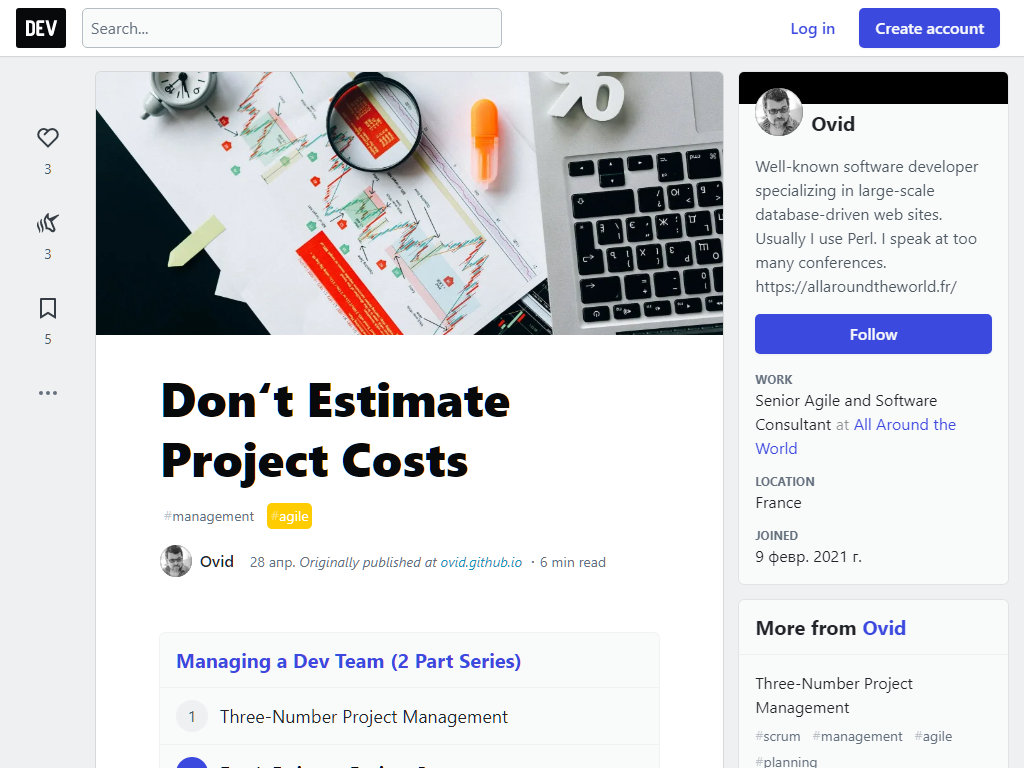 DEV
Search...
Log in
Create account
3
3
5
Don‘t Estimate
Project Costs
#management #agile
Ovid 28 апр. Originally published at ovid.github.io ・6 min read
Managing a Dev Team (2 Part Series)
1 Three-Number Project Management
Ovid
Well-known software developer
specializing in large-scale
database-driven web sites.
Usually I use Perl. I speak at too
many conferences.
https://allaroundtheworld.fr/
Follow
WORK
Senior Agile and Software
Consultant at All Around the
World
LOCATION
France
JOINED
9 февр. 2021 г.
More from Ovid
Three-Number Project
Management
#scrum #management #agile
#planning